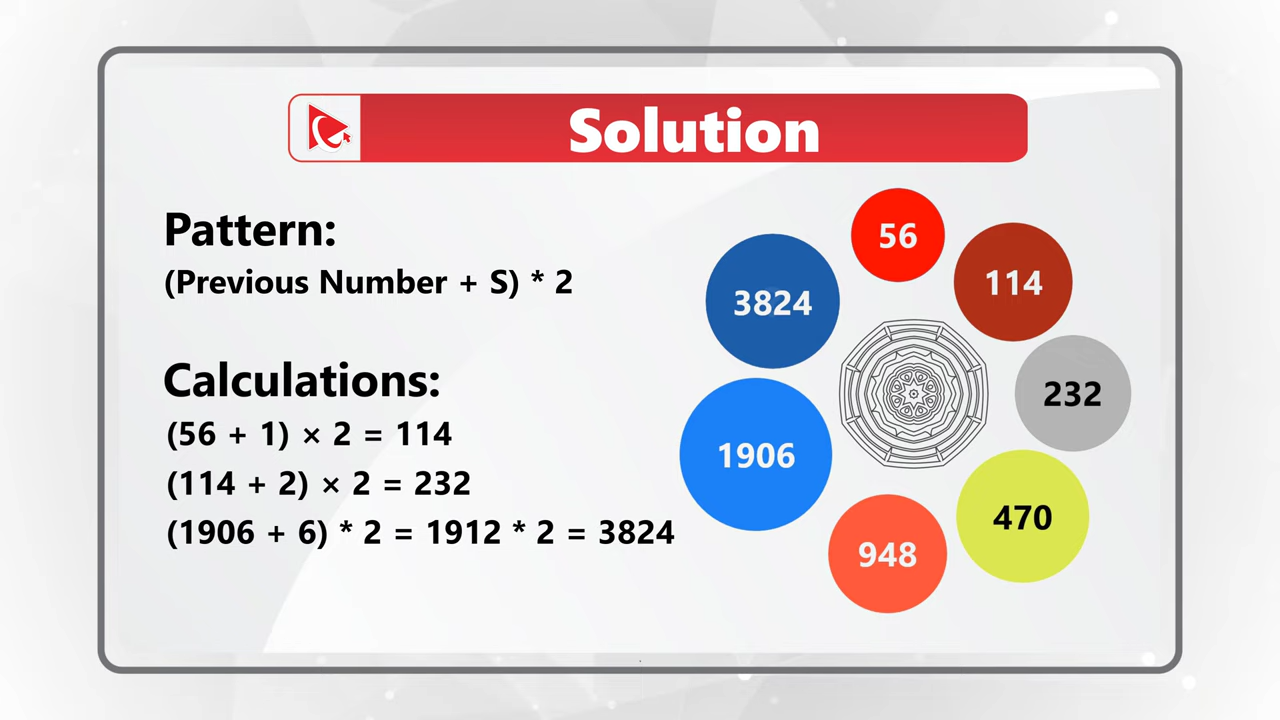 Solution
Pattern:
(Previous Number + S) * 2
Calculations:
(56 + 1) × 2 = 114
(114 + 2) × 2 = 232
(1906 + 6) * 2 = 1912 * 2 = 3824
56
114
232
470
948
1906
3824